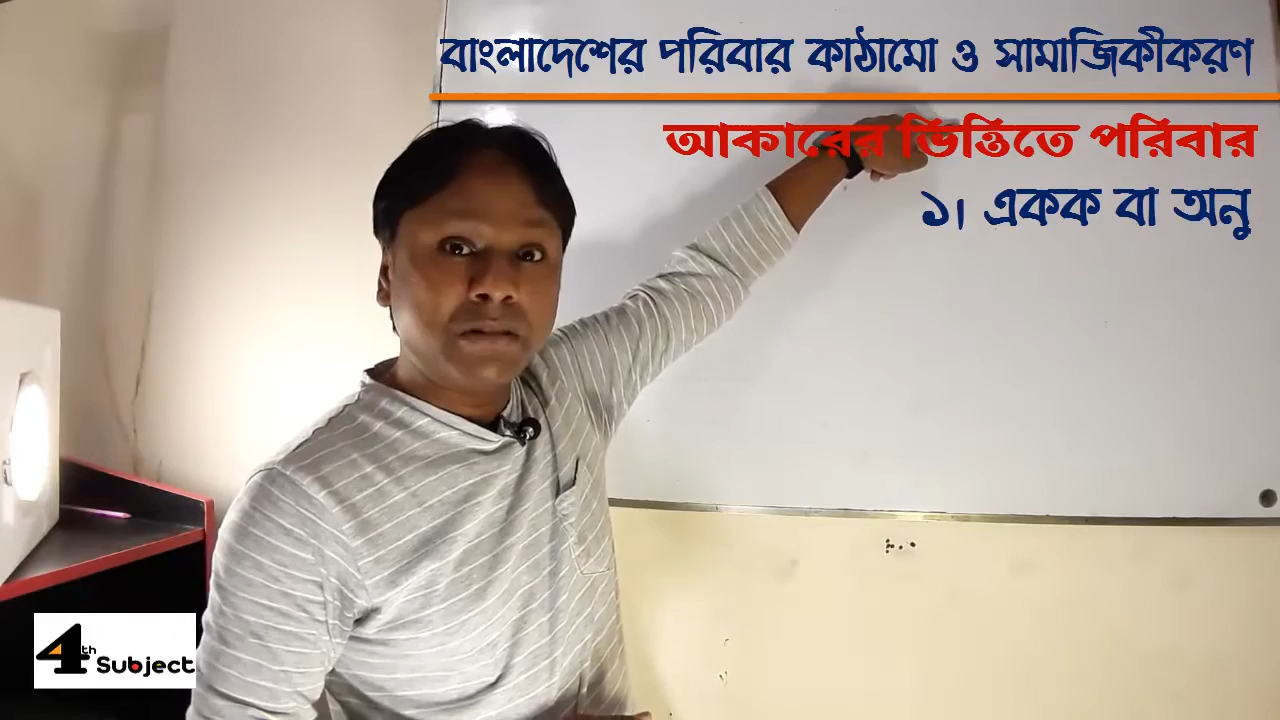 বাংলাদেশের পরিবার কাঠামো ও সামাজিকীকরণ
আকারের ভিত্তিতে পরিবার
১। একক বা অনু
4th Subject